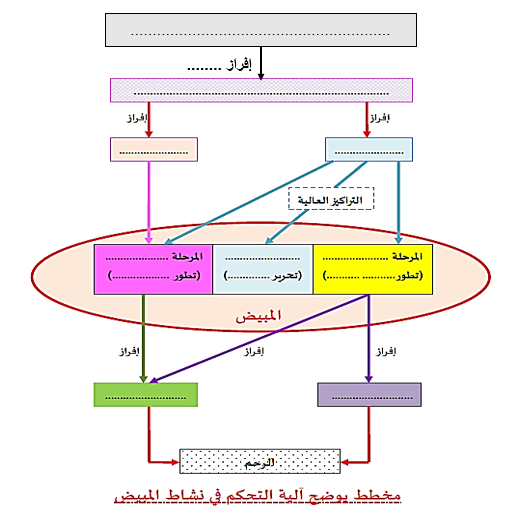 ............................................................
إفراز ........
............................................................
إفراز
إفراز
.......................
.......................
التراكيز العالية
المرحلة .....................
(تطور ...................)
.........................
(تحرير ..............)
المرحلة ......................
(تطور............ ...........)
المبيض
إفراز
إفراز
إفراز
...........................
...........................
الرحم
مخطط يوضح آلية التحكم في نشاط المبيض